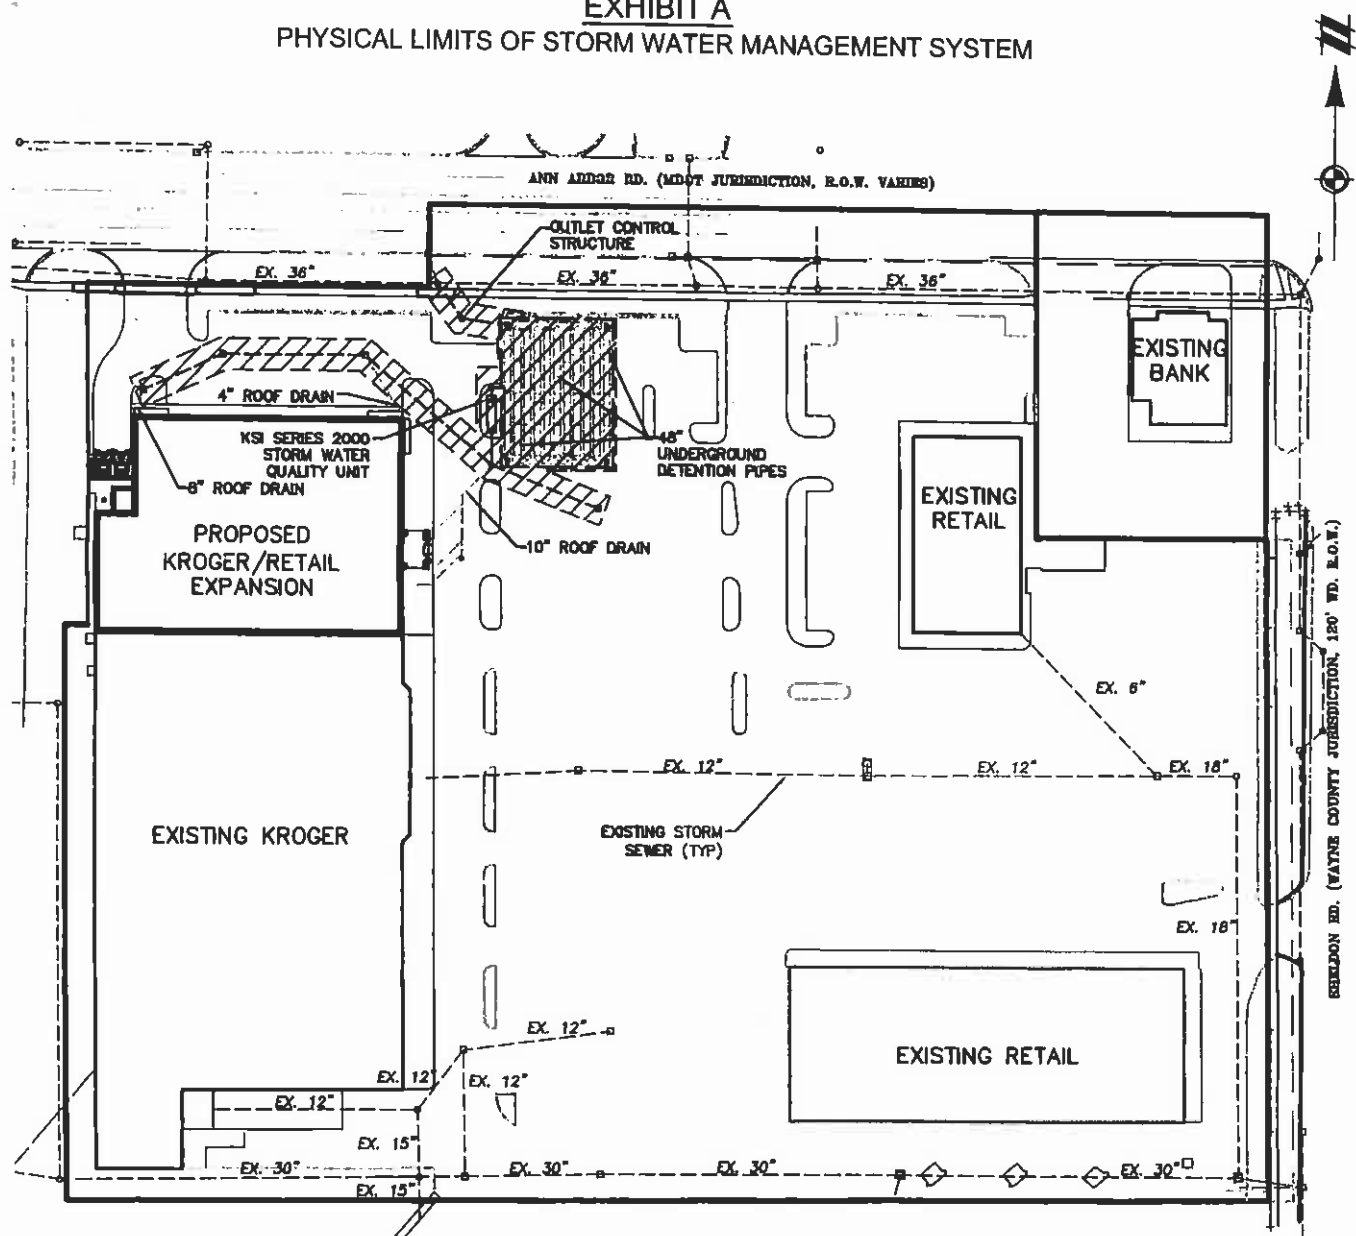 EXHIBIT A
PHYSICAL LIMITS OF STORM WATER MANAGEMENT SYSTEM
ANN ARBOR RD. (MDOT JURISDICTION, R.O.W. VARIES)
OUTLET CONTROL
STRUCTURE
EX. 36"
EX. 36"
EX. 36"
EXISTING
BANK
4" ROOF DRAIN
KSI SERIES 2000
STORM WATER
QUALITY UNIT
48"
UNDERGROUND
DETENTION PIPES
8" ROOF DRAIN
EXISTING
RETAIL
PROPOSED
KROGER/RETAIL
EXPANSION
10" ROOF DRAIN
SHELDON RD. (WAYNE COUNTY JURISDICTION, 120' WD. R.O.W.)
EX. 6"
EX. 12"
EX. 12"
EX. 18"
EXISTING KROGER
EXISTING STORM
SEWER (TYP)
EX. 18"
EX. 12"
EXISTING RETAIL
EX. 12"
EX. 12"
EX. 12"
EX. 15"
EX. 30"
EX. 30"
EX. 30"
EX. 30"
EX. 15"